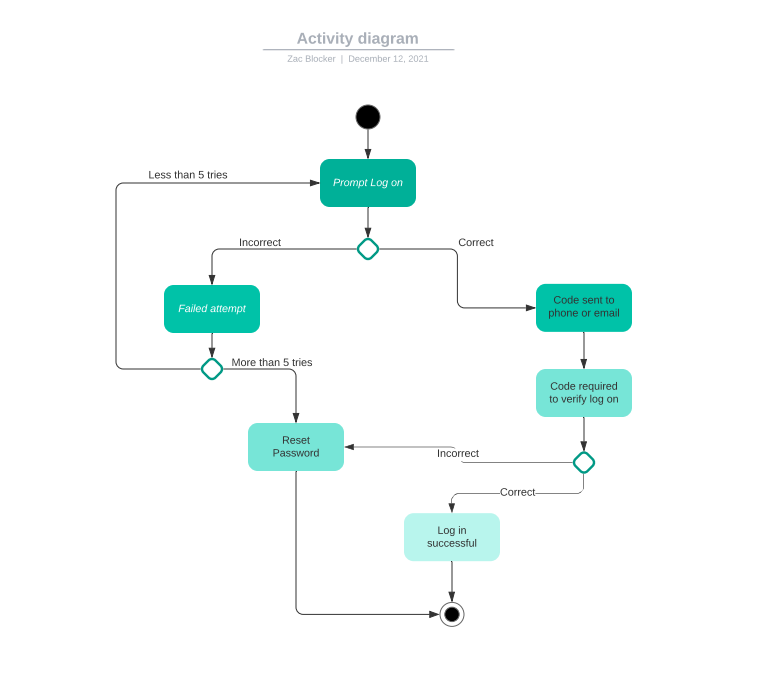 Activity diagram
Zac Blocker | December 12, 2021
Less than 5 tries
Prompt Log on
Incorrect
Correct
Failed attempt
Code sent to
phone or email
More than 5 tries
Code required
to verify log on
Reset
Password
Incorrect
Correct
Log in
successful